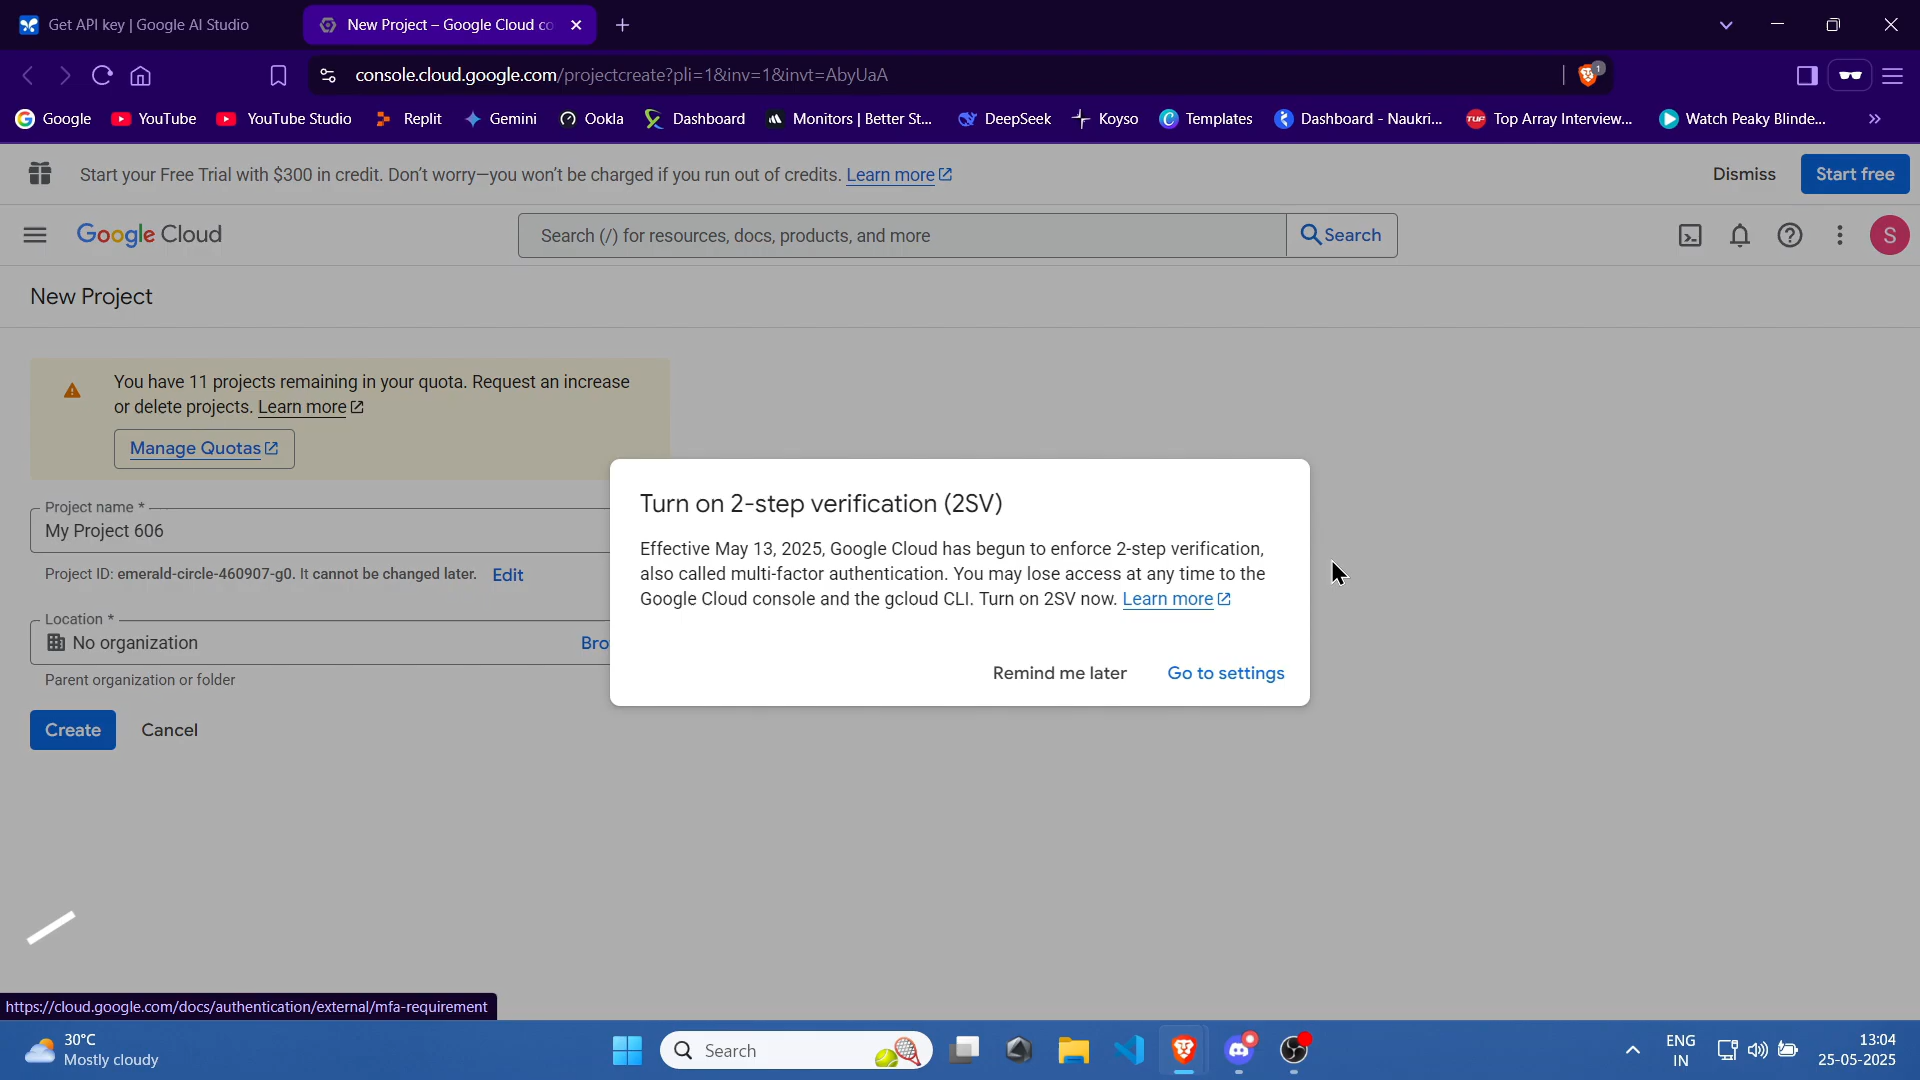 Get API key | Google AI Studio
New Project – Google Cloud co
console.cloud.google.com/projectcreate?pli=1&inv=1&invt=AbyUaA
1
Google
YouTube
YouTube Studio
Replit
Gemini
Ookla
Dashboard
Monitors | Better St...
DeepSeek
Koyso
Templates
Dashboard - Naukri...
TUF
Top Array Interview...
Watch Peaky Blinde...
Start your Free Trial with $300 in credit. Don’t worry—you won’t be charged if you run out of credits. Learn more
Dismiss
Start free
Google Cloud
Search (/) for resources, docs, products, and more
Search
S
New Project
You have 11 projects remaining in your quota. Request an increase
or delete projects. Learn more
Manage Quotas
Project name *
My Project 606
Project ID: emerald-circle-460907-g0. It cannot be changed later. Edit
Location *
No organization
Bro
Parent organization or folder
Create
Cancel
Turn on 2-step verification (2SV)
Effective May 13, 2025, Google Cloud has begun to enforce 2-step verification,
also called multi-factor authentication. You may lose access at any time to the
Google Cloud console and the gcloud CLI. Turn on 2SV now. Learn more
Remind me later
Go to settings
https://cloud.google.com/docs/authentication/external/mfa-requirement
30°C
Mostly cloudy
Search
ENG
IN
13:04
25-05-2025